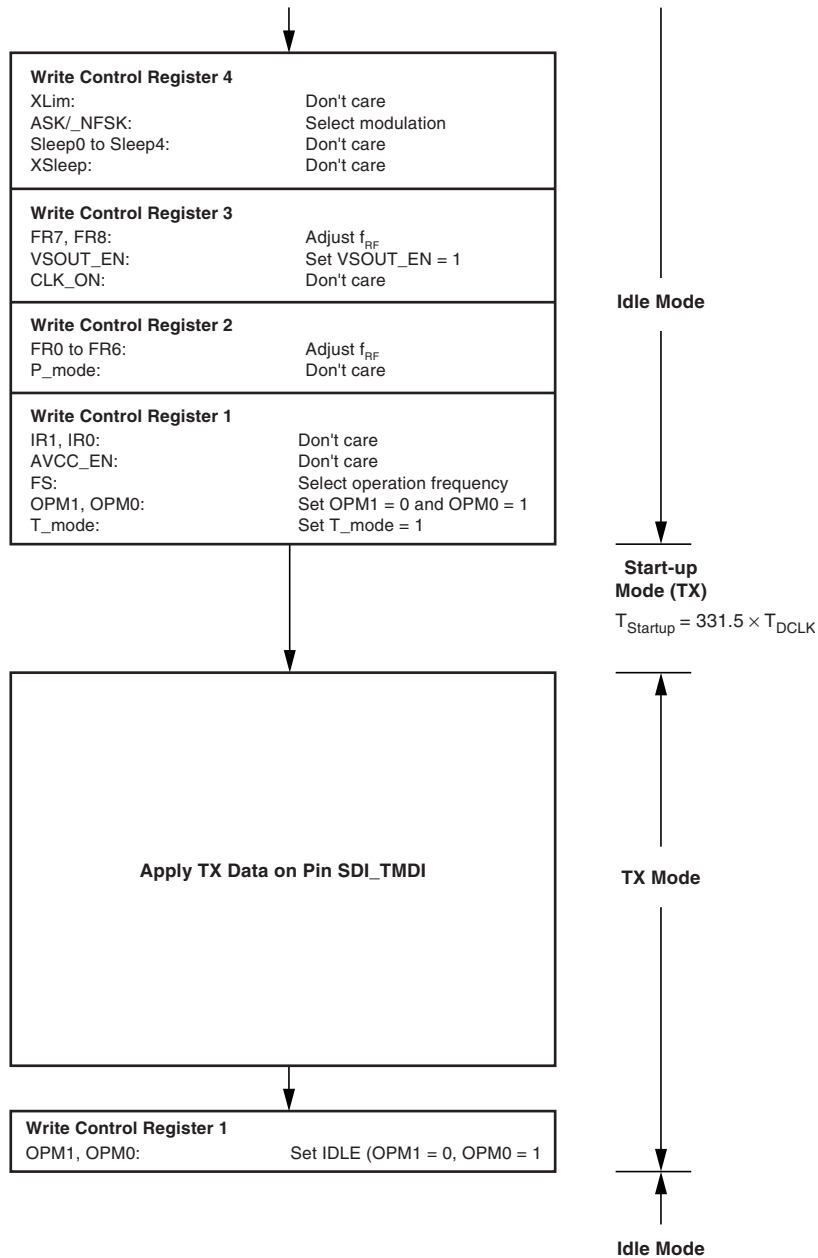 Write Control Register 4
XLim: Don't care
ASK/_NFSK: Select modulation
Sleep0 to Sleep4: Don't care
XSleep: Don't care
Write Control Register 3
FR7, FR8: Adjust fRF
VSOUT_EN: Set VSOUT_EN = 1
CLK_ON: Don't care
Write Control Register 2
FR0 to FR6: Adjust fRF
P_mode: Don't care
Write Control Register 1
IR1, IR0: Don't care
AVCC_EN: Don't care
FS: Select operation frequency
OPM1, OPM0: Set OPM1 = 0 and OPM0 = 1
T_mode: Set T_mode = 1
Idle Mode
Start-up
Mode (TX)
TStartup = 331.5 × TDCLK
Apply TX Data on Pin SDI_TMDI
TX Mode
Write Control Register 1
OPM1, OPM0: Set IDLE (OPM1 = 0, OPM0 = 1
Idle Mode